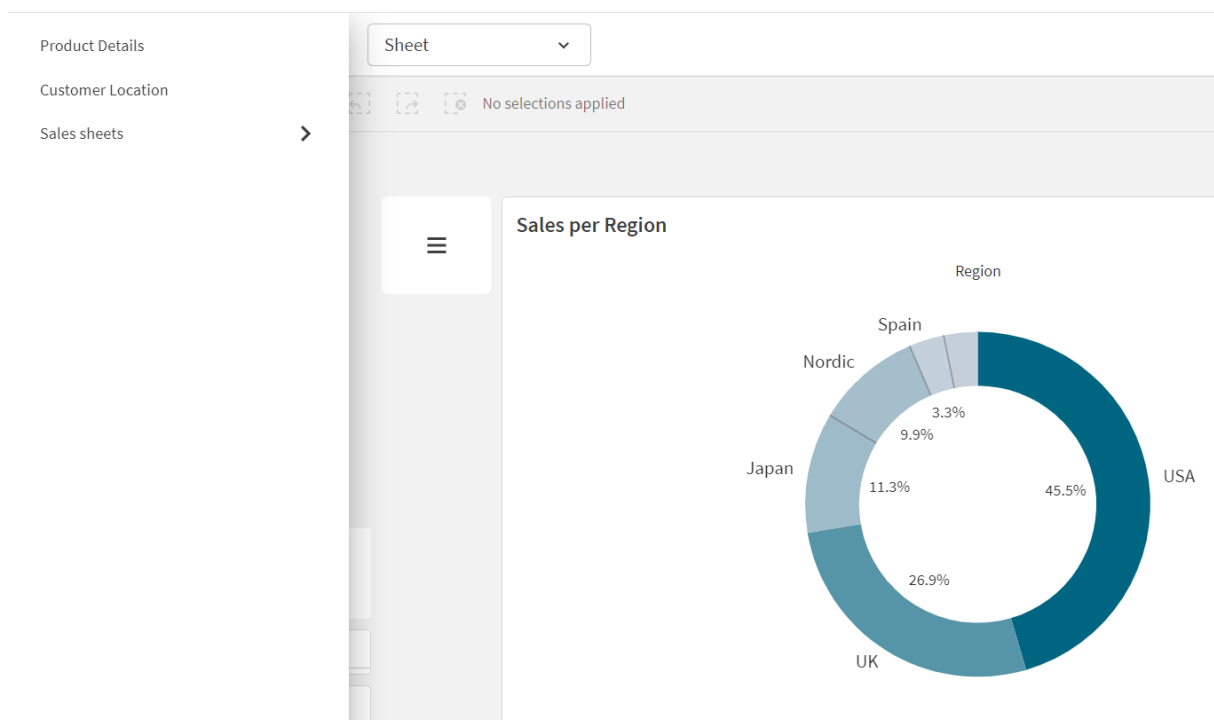 Product Details
Customer Location
Sales sheets
Sheet
No selections applied
Sales per Region
Region
Spain
Nordic
3.3%
9.9%
Japan
11.3%
45.5%
USA
26.9%
UK